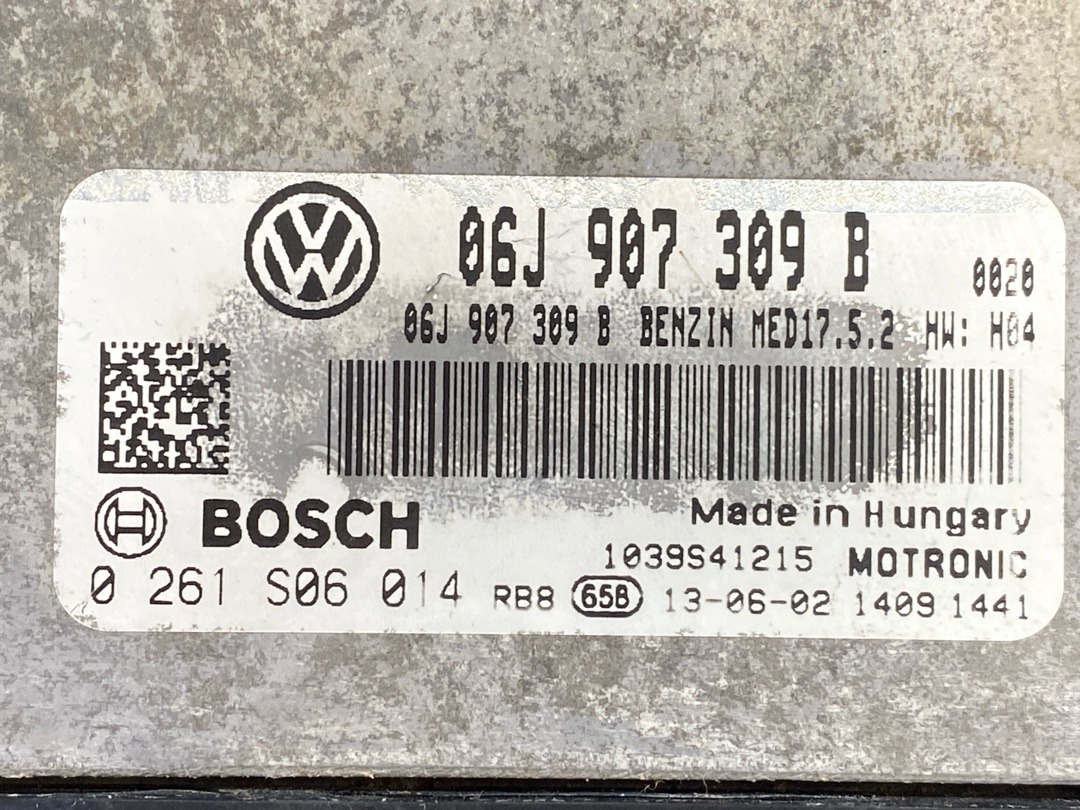 06J 907 309 B 0020
06J 907 309 B BENZIN MED17.5.2 HW: H04
BOSCH
Made in Hungary
1039S41215 MOTRONIC
0 261 S06 014 RB8 65B 13-06-02 1409 1441